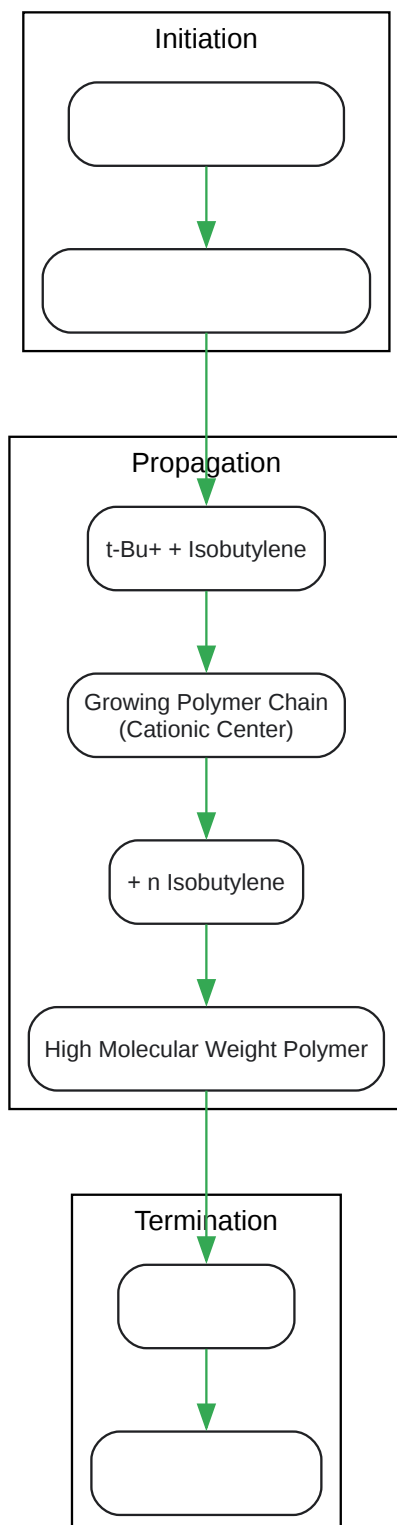 Initiation
Propagation
t-Bu+ + Isobutylene
Growing Polymer Chain
(Cationic Center)
+ n Isobutylene
High Molecular Weight Polymer
Termination